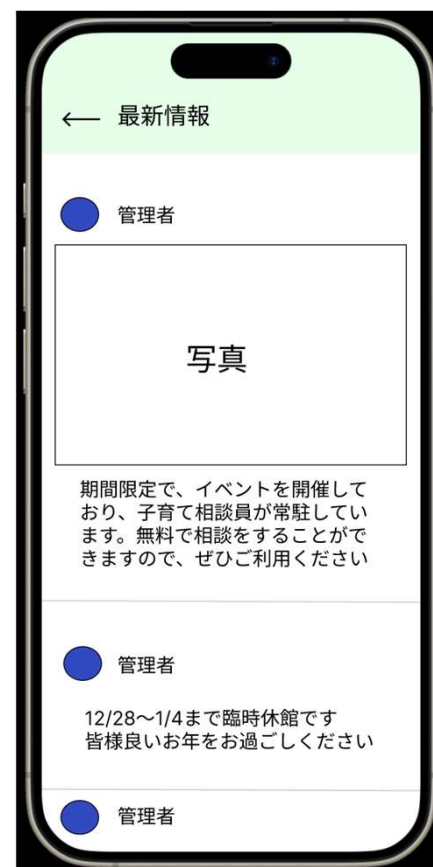 ← 最新情報
管理者
写真
期間限定で、イベントを開催して
おり、子育て相談員が常駐してい
ます。無料で相談をすることがで
きますので、ぜひご利用ください
管理者
12/28〜1/4まで臨時休館です
皆様良いお年をお過ごしください
管理者